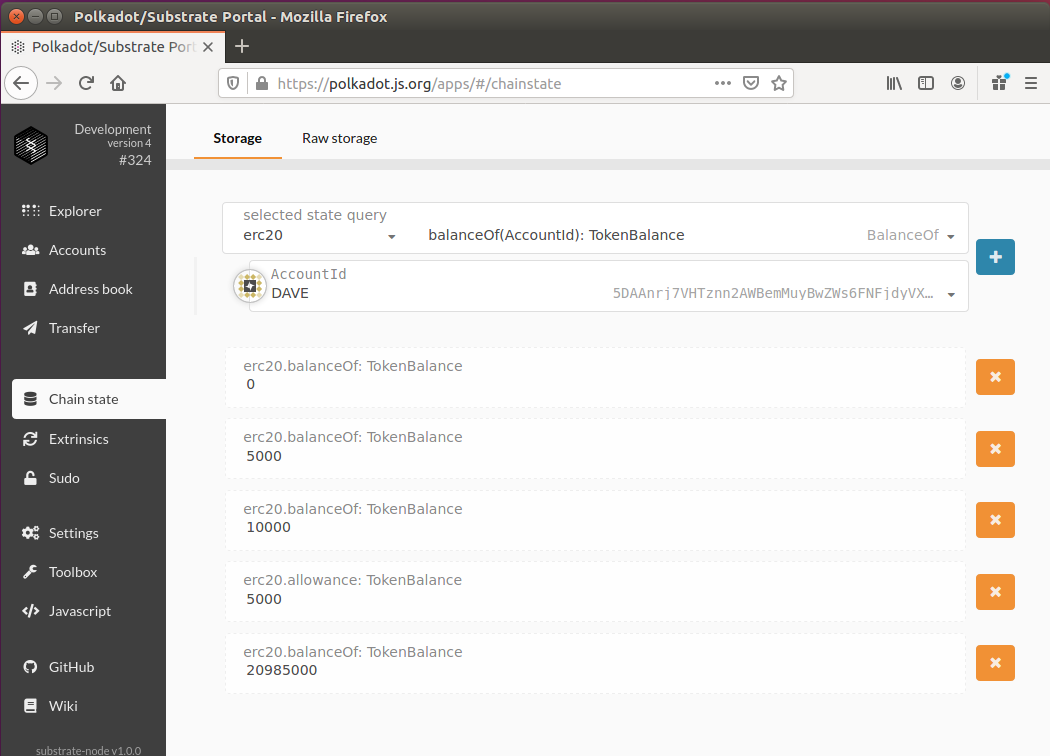 Polkadot/Substrate Portal - Mozilla Firefox
Polkadot/Substrate Port
https://polkadot.js.org/apps/#/chainstate
Development
version 4
#324
Storage
Raw storage
Explorer
Accounts
Address book
Transfer
Chain state
Extrinsics
Sudo
Settings
Toolbox
Javascript
GitHub
Wiki
substrate-node v1.0.0
selected state query
erc20 balanceOf(AccountId): TokenBalance BalanceOf
AccountId
DAVE 5DAAnrj7VHTznn2AWBemMuyBwZWs6FNFjdyVX…
erc20.balanceOf: TokenBalance
0
erc20.balanceOf: TokenBalance
5000
erc20.balanceOf: TokenBalance
10000
erc20.allowance: TokenBalance
5000
erc20.balanceOf: TokenBalance
20985000